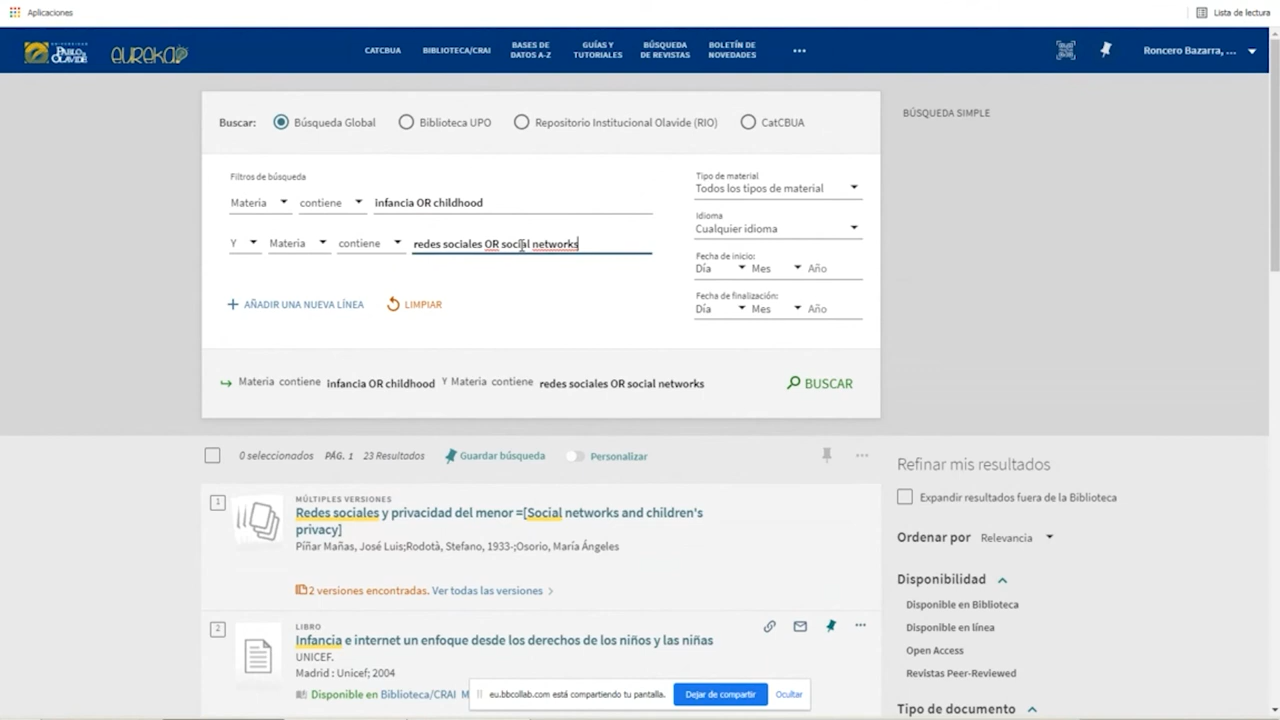 Aplicaciones
Lista de lectura
UNIVERSIDAD
PABLO
OLAVIDE
eureka!
CATCBUA
BIBLIOTECA/CRAI
BASES DE
DATOS A-Z
GUÍAS Y
TUTORIALES
BÚSQUEDA
DE REVISTAS
BOLETÍN DE
NOVEDADES
Roncero Bazarra, ...
Buscar: Búsqueda Global Biblioteca UPO Repositorio Institucional Olavide (RIO) CatCBUA
BÚSQUEDA SIMPLE
Filtros de búsqueda
Materia contiene infancia OR childhood
Y Materia contiene redes sociales OR social networks
AÑADIR UNA NUEVA LÍNEA LIMPIAR
Tipo de material
Todos los tipos de material
Idioma
Cualquier idioma
Fecha de inicio:
Día Mes Año
Fecha de finalización:
Día Mes Año
Materia contiene infancia OR childhood Y Materia contiene redes sociales OR social networks
BUSCAR
0 seleccionados PÁG. 1 23 Resultados Guardar búsqueda Personalizar
1
MÚLTIPLES VERSIONES
Redes sociales y privacidad del menor =[Social networks and children's
privacy]
Píñar Mañas, José Luis;Rodotà, Stefano, 1933-;Osorio, María Ángeles
2 versiones encontradas. Ver todas las versiones
2
LIBRO
Infancia e internet un enfoque desde los derechos de los niños y las niñas
UNICEF.
Madrid : Unicef; 2004
Disponible en Biblioteca/CRAI M
eu.bbcollab.com está compartiendo tu pantalla. Dejar de compartir Ocultar
Refinar mis resultados
Expandir resultados fuera de la Biblioteca
Ordenar por Relevancia
Disponibilidad
Disponible en Biblioteca
Disponible en línea
Open Access
Revistas Peer-Reviewed
Tipo de documento